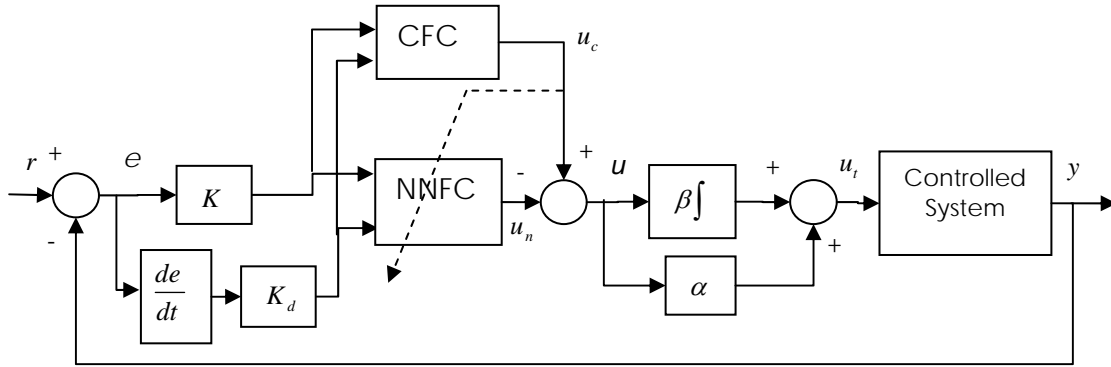 CFC
u_c
r +
e
K
NNFC
-
u_n
+
u
β∫
+
u_t
Controlled
System
y
-
de
dt
K_d
α
+